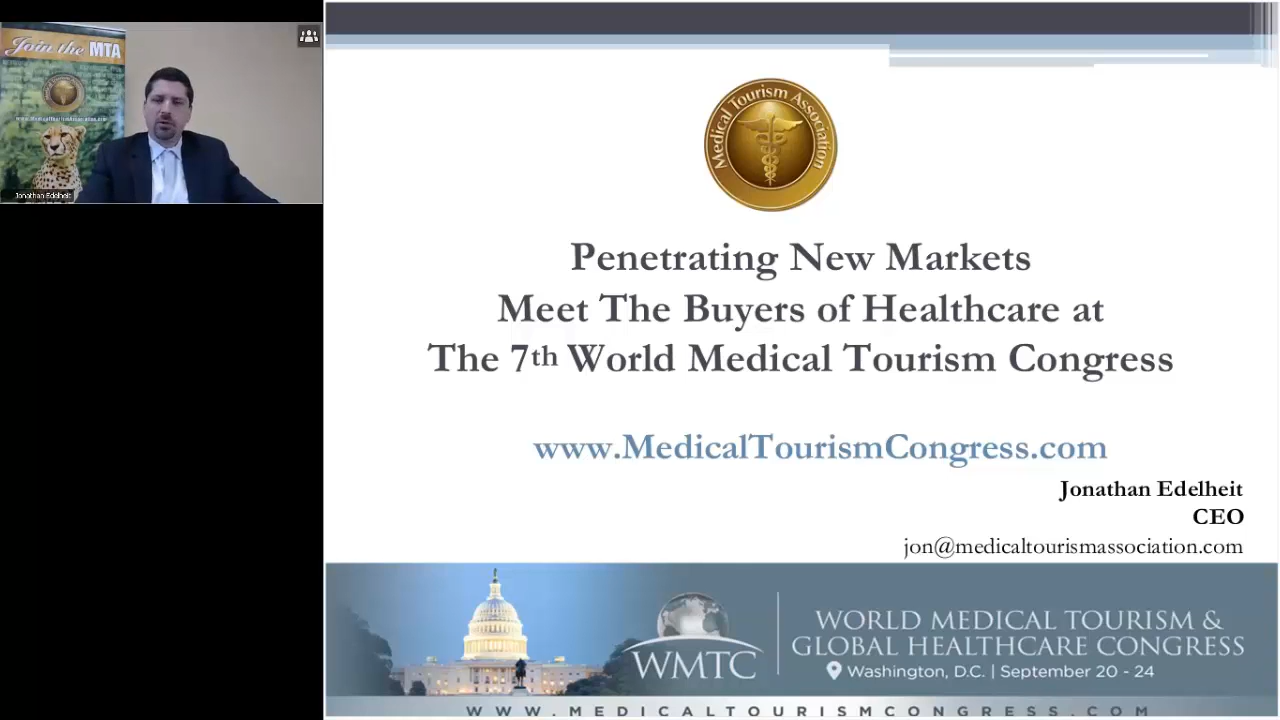 Join the MTA
Jonathan Edelheit
Medical Tourism Association
Penetrating New Markets
Meet The Buyers of Healthcare at
The 7th World Medical Tourism Congress
www.MedicalTourismCongress.com
Jonathan Edelheit
CEO
jon@medicaltourismassociation.com
WMTC
WORLD MEDICAL TOURISM &
GLOBAL HEALTHCARE CONGRESS
Washington, D.C. | September 20 - 24
WWW.MEDICALTOURISMCONGRESS.COM